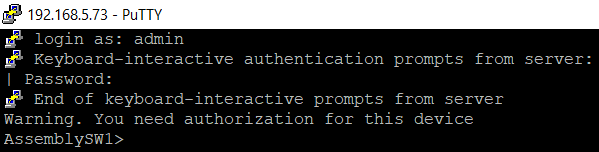 192.168.5.73 - PuTTY
login as: admin
Keyboard-interactive authentication prompts from server:
| Password:
End of keyboard-interactive prompts from server
Warning. You need authorization for this device
AssemblySW1>